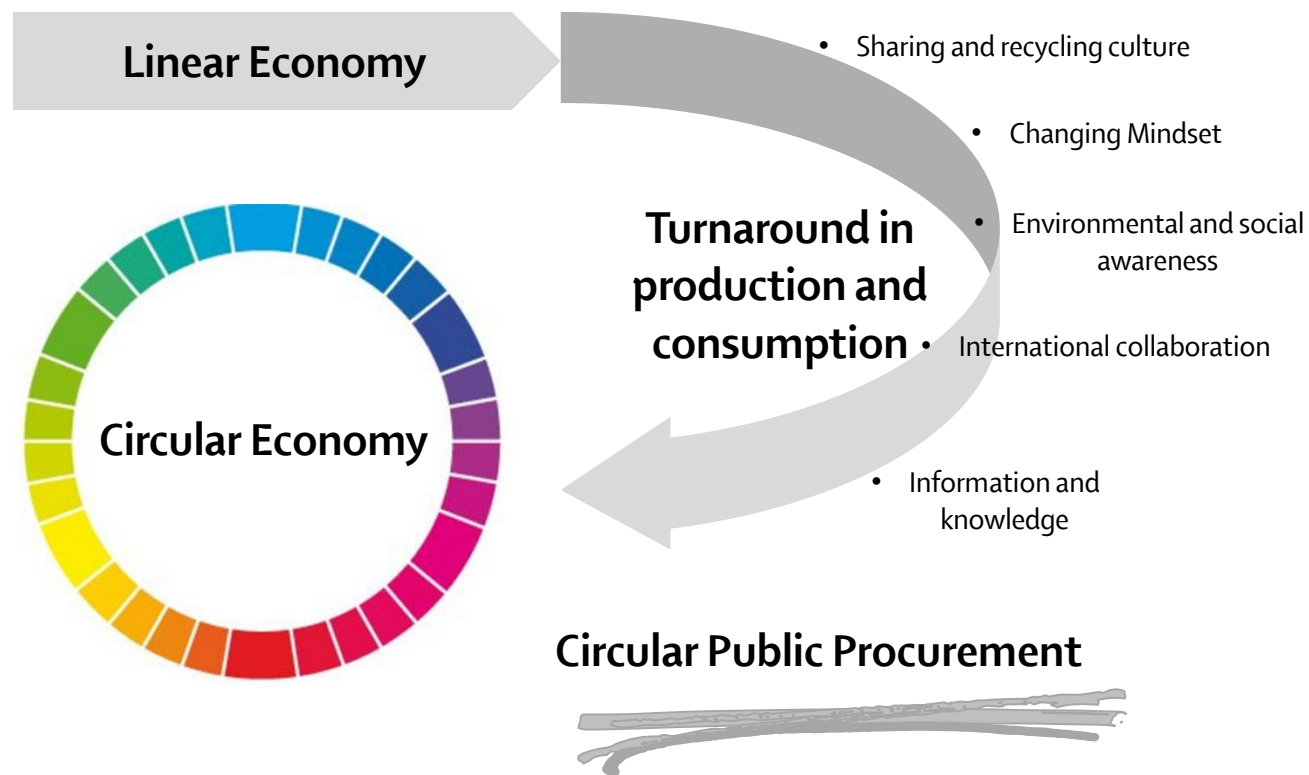 Linear Economy
• Sharing and recycling culture
• Changing Mindset
• Environmental and social
awareness
Turnaround in
production and
consumption
• International collaboration
Circular Economy
• Information and
knowledge
Circular Public Procurement